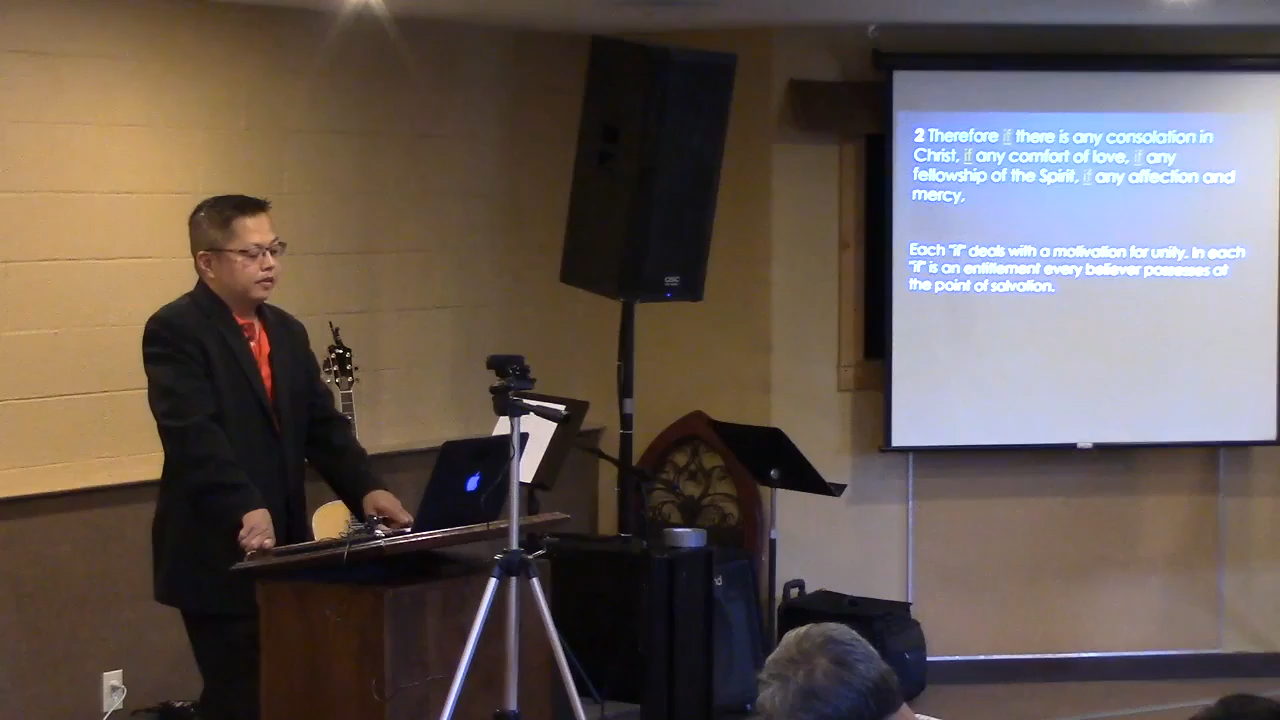 2 Therefore if there is any consolation in
Christ, if any comfort of love, if any
fellowship of the Spirit, if any affection and
mercy,
Each "if" deals with a motivation for unity. In each
"if" is an entitlement every believer possesses at
the point of salvation.
QSC